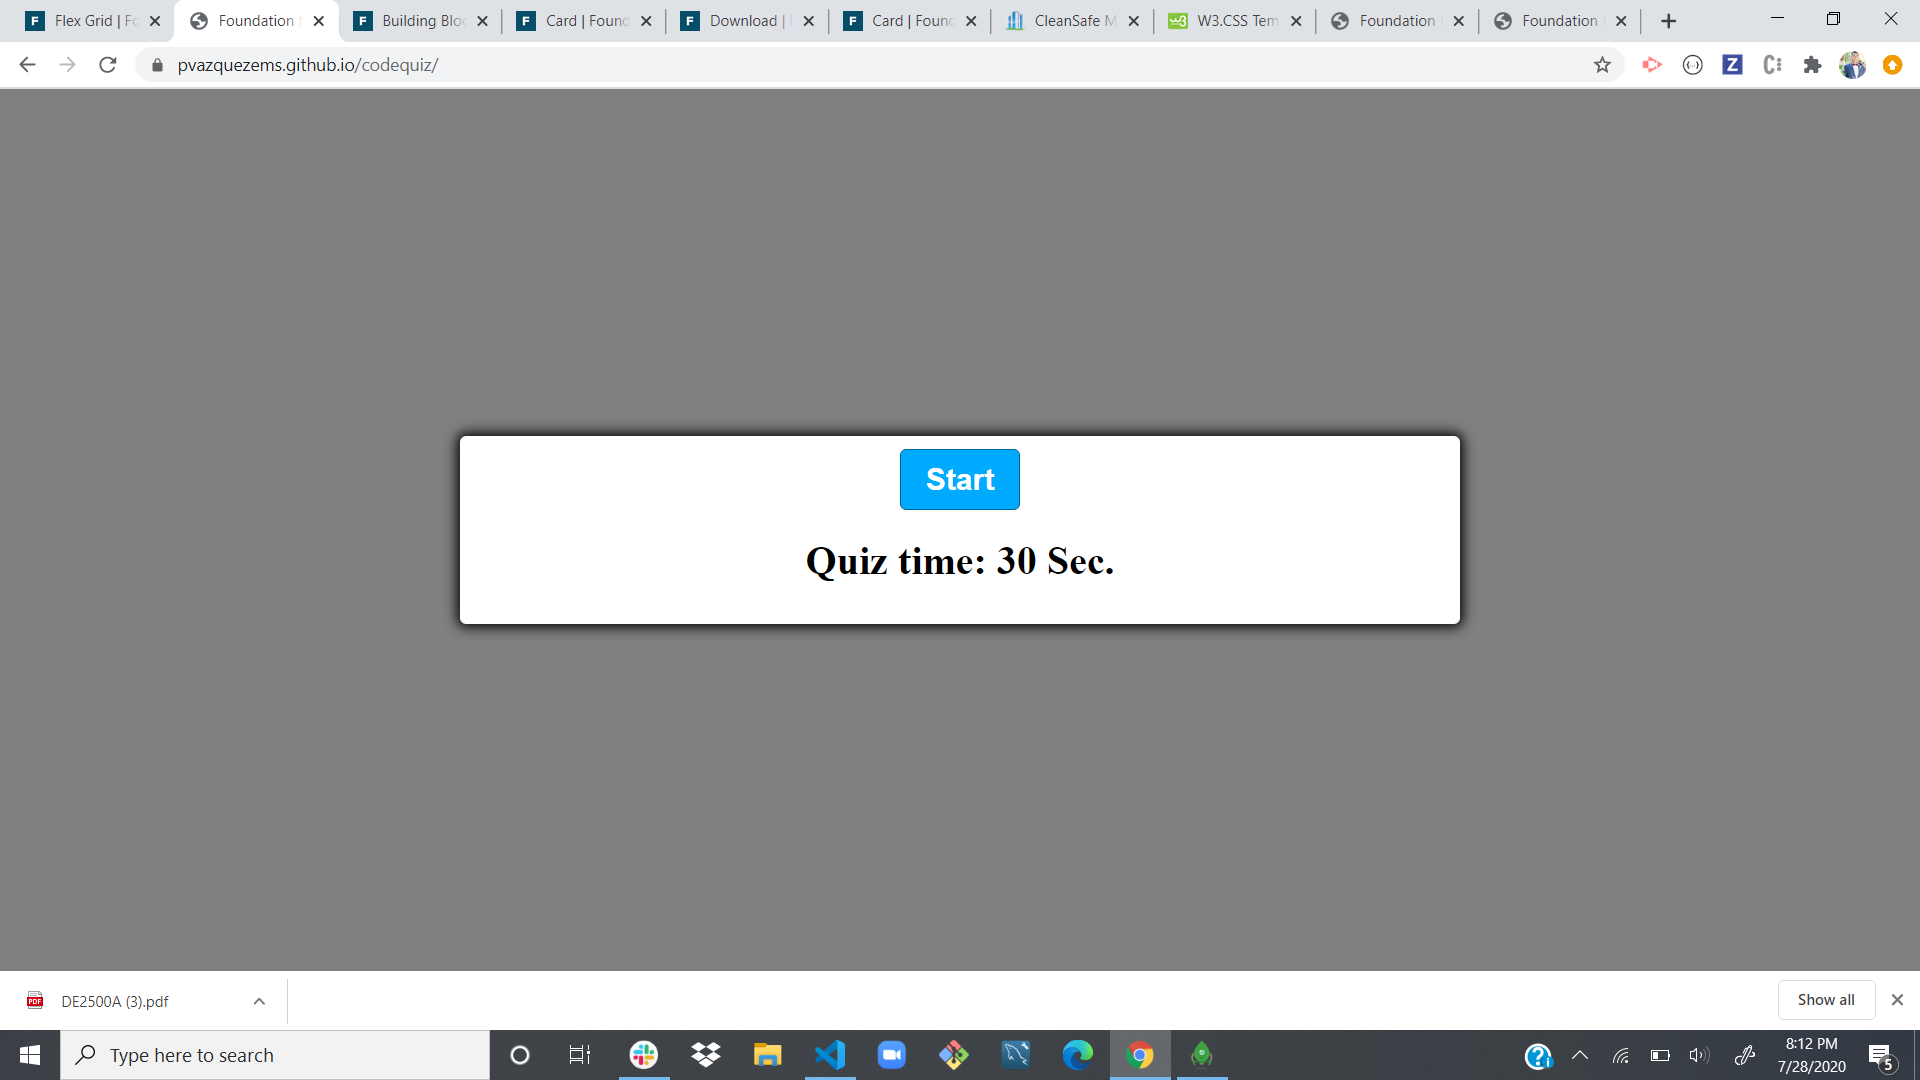 Flex Grid | Fo
Foundation f
Building Bloc
Card | Found
Download |
Card | Found
CleanSafe M
W3.CSS Tem
Foundation
Foundation
pvazquezems.github.io/codequiz/
Start
Quiz time: 30 Sec.
DE2500A (3).pdf
Show all
Type here to search
8:12 PM
7/28/2020
5